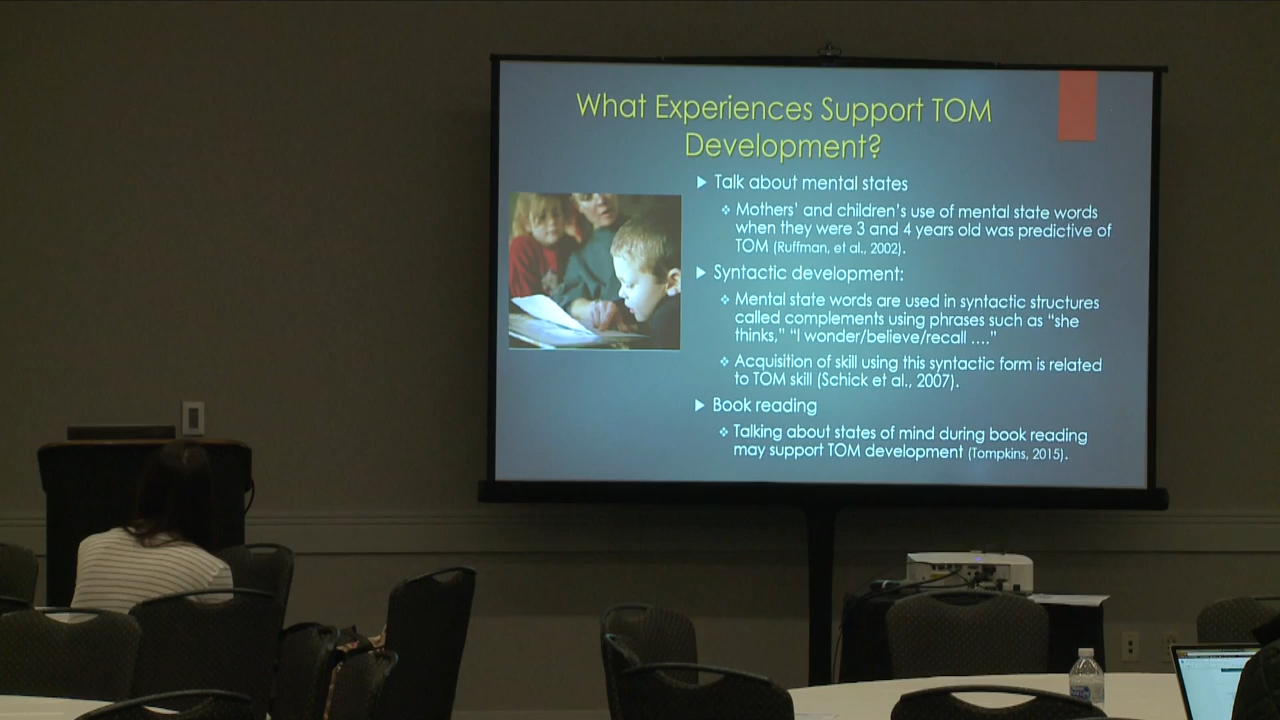 What Experiences Support TOM
Development?
Talk about mental states
Mothers' and children's use of mental state words
when they were 3 and 4 years old was predictive of
TOM (Ruffman, et al., 2002).
Syntactic development:
Mental state words are used in syntactic structures
called complements using phrases such as "she
thinks," "I wonder/believe/recall ...."
Acquisition of skill using this syntactic form is related
to TOM skill (Schick et al., 2007).
Book reading
Talking about states of mind during book reading
may support TOM development (Tompkins, 2015).